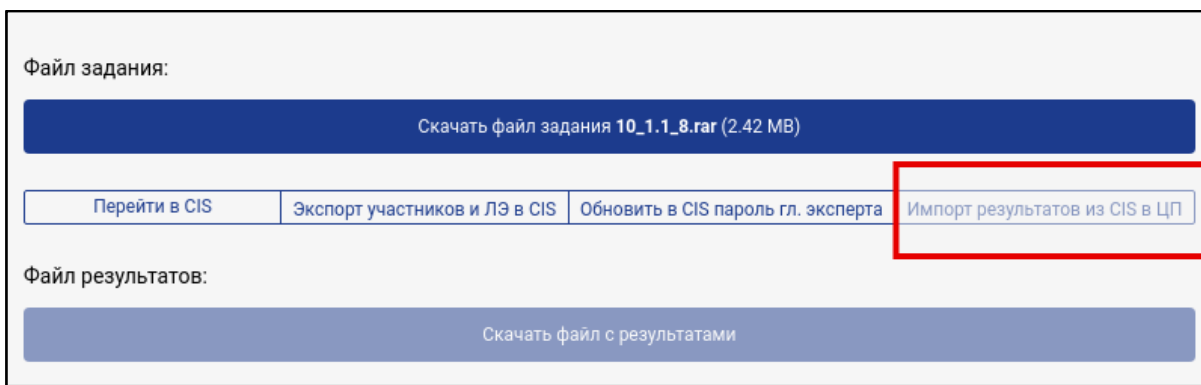 Файл задания:
Скачать файл задания 10_1.1_8.rar (2.42 MB)
Перейти в CIS Экспорт участников и ЛЭ в CIS Обновить в CIS пароль гл. эксперта Импорт результатов из CIS в ЦП
Файл результатов:
Скачать файл с результатами